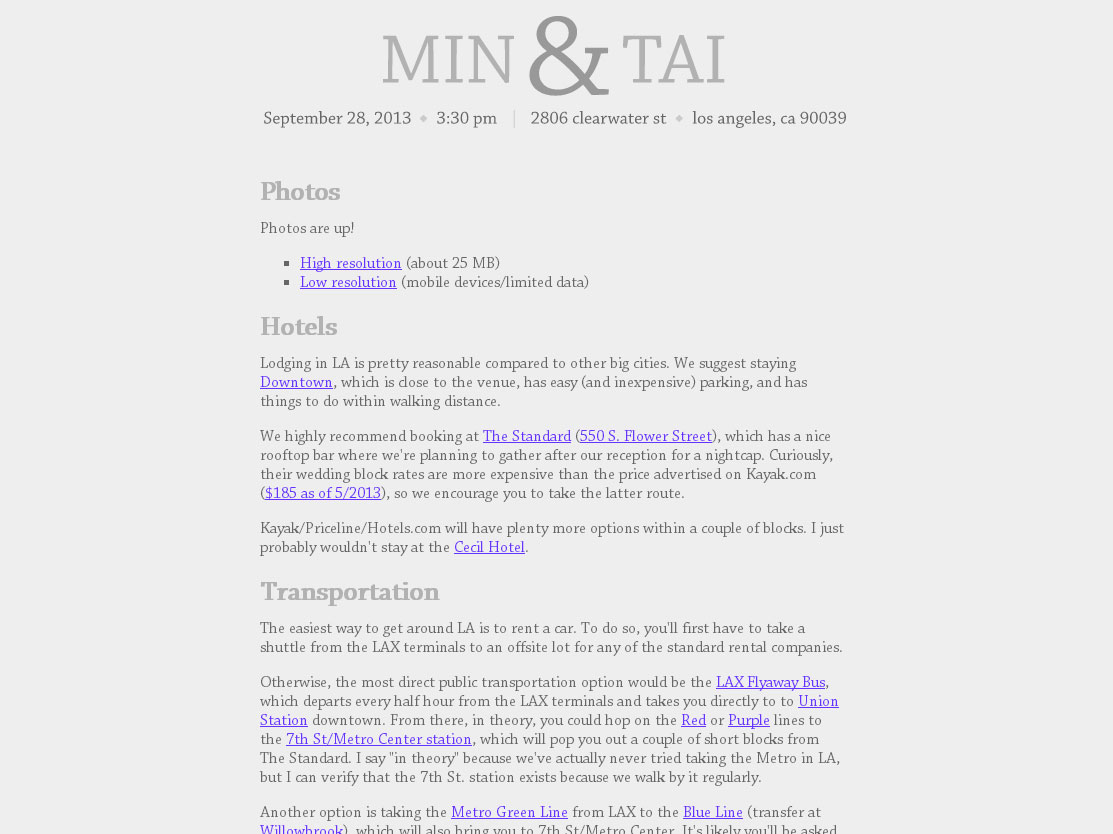 MIN & TAI
September 28, 2013 ◆ 3:30 pm | 2806 clearwater st ◆ los angeles, ca 90039
Photos
Photos are up!
▪ High resolution (about 25 MB)
▪ Low resolution (mobile devices/limited data)
Hotels
Lodging in LA is pretty reasonable compared to other big cities. We suggest staying
Downtown, which is close to the venue, has easy (and inexpensive) parking, and has
things to do within walking distance.
We highly recommend booking at The Standard (550 S. Flower Street), which has a nice
rooftop bar where we're planning to gather after our reception for a nightcap. Curiously,
their wedding block rates are more expensive than the price advertised on Kayak.com
($185 as of 5/2013), so we encourage you to take the latter route.
Kayak/Priceline/Hotels.com will have plenty more options within a couple of blocks. I just
probably wouldn't stay at the Cecil Hotel.
Transportation
The easiest way to get around LA is to rent a car. To do so, you'll first have to take a
shuttle from the LAX terminals to an offsite lot for any of the standard rental companies.
Otherwise, the most direct public transportation option would be the LAX Flyaway Bus,
which departs every half hour from the LAX terminals and takes you directly to to Union
Station downtown. From there, in theory, you could hop on the Red or Purple lines to
the 7th St/Metro Center station, which will pop you out a couple of short blocks from
The Standard. I say "in theory" because we've actually never tried taking the Metro in LA,
but I can verify that the 7th St. station exists because we walk by it regularly.
Another option is taking the Metro Green Line from LAX to the Blue Line (transfer at
Willowbrook), which will also bring you to 7th St/Metro Center. It's likely you'll be asked